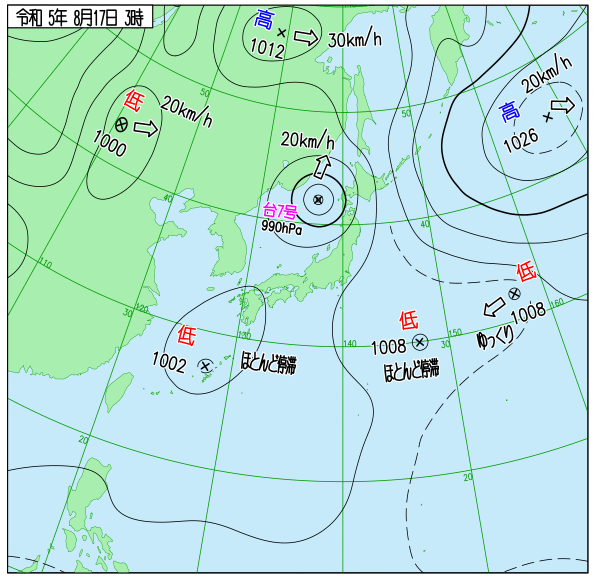 令和 5年 8月17日 3時
高
1012
30km/h
50
低
20km/h
1000
50
高
20km/h
1026
20km/h
40
台7号
990hPa
40
110
30
120
低
1002
ほとんど停滞
130
140
低
1008
ほとんど停滞
30
150
低
1008
ゆっくり
160
20
20